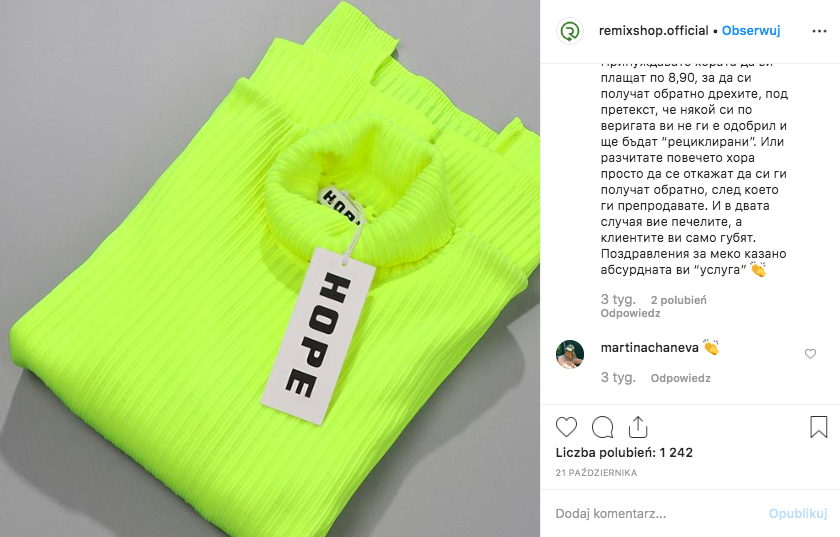 HOPE
HOPE
remixshop.official • Obserwuj
Принуждавате хората да ви
плащат по 8,90, за да си
получат обратно дрехите, под
претекст, че някой си по
веригата ви не ги е одобрил и
ще бъдат “рециклирани”. Или
разчитате повечето хора
просто да се откажат да си ги
получат обратно, след което
ги препродавате. И в двата
случая вие печелите, а
клиентите ви само губят.
Поздравления за меко казано
абсурдната ви “услуга” 👏
3 tyg. 2 polubień
Odpowiedz
martinachaneva 👏
3 tyg. Odpowiedz
Liczba polubień: 1 242
21 PAŹDZIERNIKA
Dodaj komentarz... Opublikuj